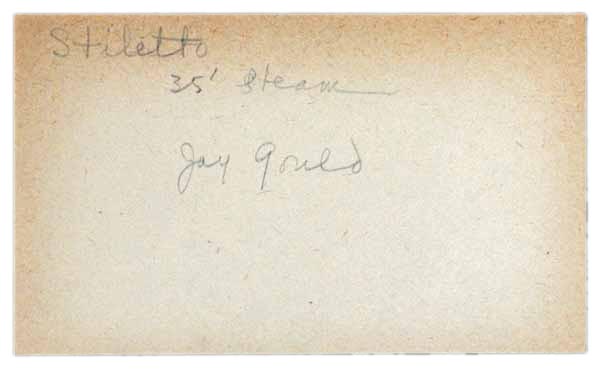 Stiletto
35' Steam
Jay Gould